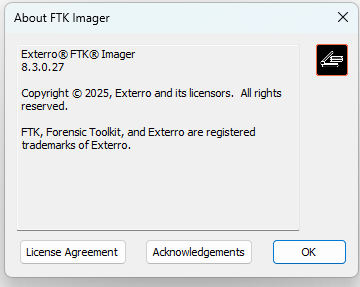 About FTK Imager
Exterro® FTK® Imager
8.3.0.27
Copyright © 2025, Exterro and its licensors.  All rights
reserved.
FTK, Forensic Toolkit, and Exterro are registered
trademarks of Exterro.
License Agreement
Acknowledgements
OK